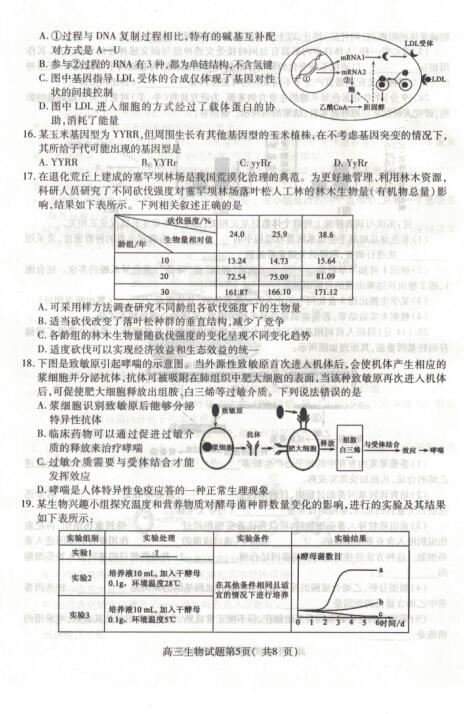 A. ①过程与 DNA 复制过程相比,特有的碱基互补配
对方式是 A—U
B. 参与②过程的 RNA 有 3 种,都为单链结构,不含氢键
C. 图中基因指导 LDL 受体的合成仅体现了基因对性
状的间接控制
D. 图中 LDL 进入细胞的方式经过了载体蛋白的协
助,消耗了能量
LDL受体
mRNA1
mRNA2
②
③
酶
酶
LDL
乙酰CoA
胆固醇
16. 某玉米基因型为 YYRR,但周围生长有其他基因型的玉米植株,在不考虑基因突变的情况下,
其所给子代可能出现的基因型是
A. YYRR B. YYRr C. yyRr D. YyRr
17. 在退化荒丘上建成的塞罕坝林场是我国荒漠化治理的典范。为更好地管理,利用林木资源,
科研人员研究了不同砍伐强度对塞罕坝林场落叶松人工林的林木生物量(有机物总量)影
响,结果如下表所示。下列相关叙述正确的是
砍伐强度/%
生物量相对值
龄组/年
24.0 25.9 38.6
10 13.24 14.73 15.64
20 72.54 75.09 81.09
30 161.87 166.10 171.12
A. 可采用样方法调查研究不同龄组各砍伐强度下的生物量
B. 适当砍伐改变了落叶松种群的垂直结构,减少了竞争
C. 各龄组的林木生物量随砍伐强度的变化呈现不同变化趋势
D. 适度砍伐可以实现经济效益和生态效益的统一
18. 下图是致敏原引起哮喘的示意图。当外源性致敏原首次进入机体后,会使机体产生相应的
浆细胞并分泌抗体,抗体可被吸附在肺组织中肥大细胞的表面,当该种致敏原再次进入机体
后,可促使肥大细胞释放出组胺、白三烯等过敏介质。下列说法错误的是
A. 浆细胞识别致敏原后能够分泌
特异性抗体
B. 临床药物可以通过促进过敏介
质的释放来治疗哮喘
C. 过敏介质需要与受体结合才能
发挥效应
D. 哮喘是人体特异性免疫应答的一种正常生理现象
致敏原
浆细胞
抗体
肥大细胞
释放
组胺
白三烯
…
与受体结合
效应
哮喘
19. 某生物兴趣小组探究温度和营养物质对酵母菌种群数量变化的影响,进行的实验及其结果
如下表所示:
实验组别 实验处理 实验条件 实验结果
实验1 ?
实验2 培养液10 mL,加入干酵母
0.1g,环境温度28℃
实验3 培养液10 mL,加入干酵母
0.1g,环境温度5℃
在其他条件相同且适
宜的情况下进行培养
酵母菌数目
a
b
c
0 1 2 3 4 5 6时间/d
高三生物试题第5页( 共8 页)